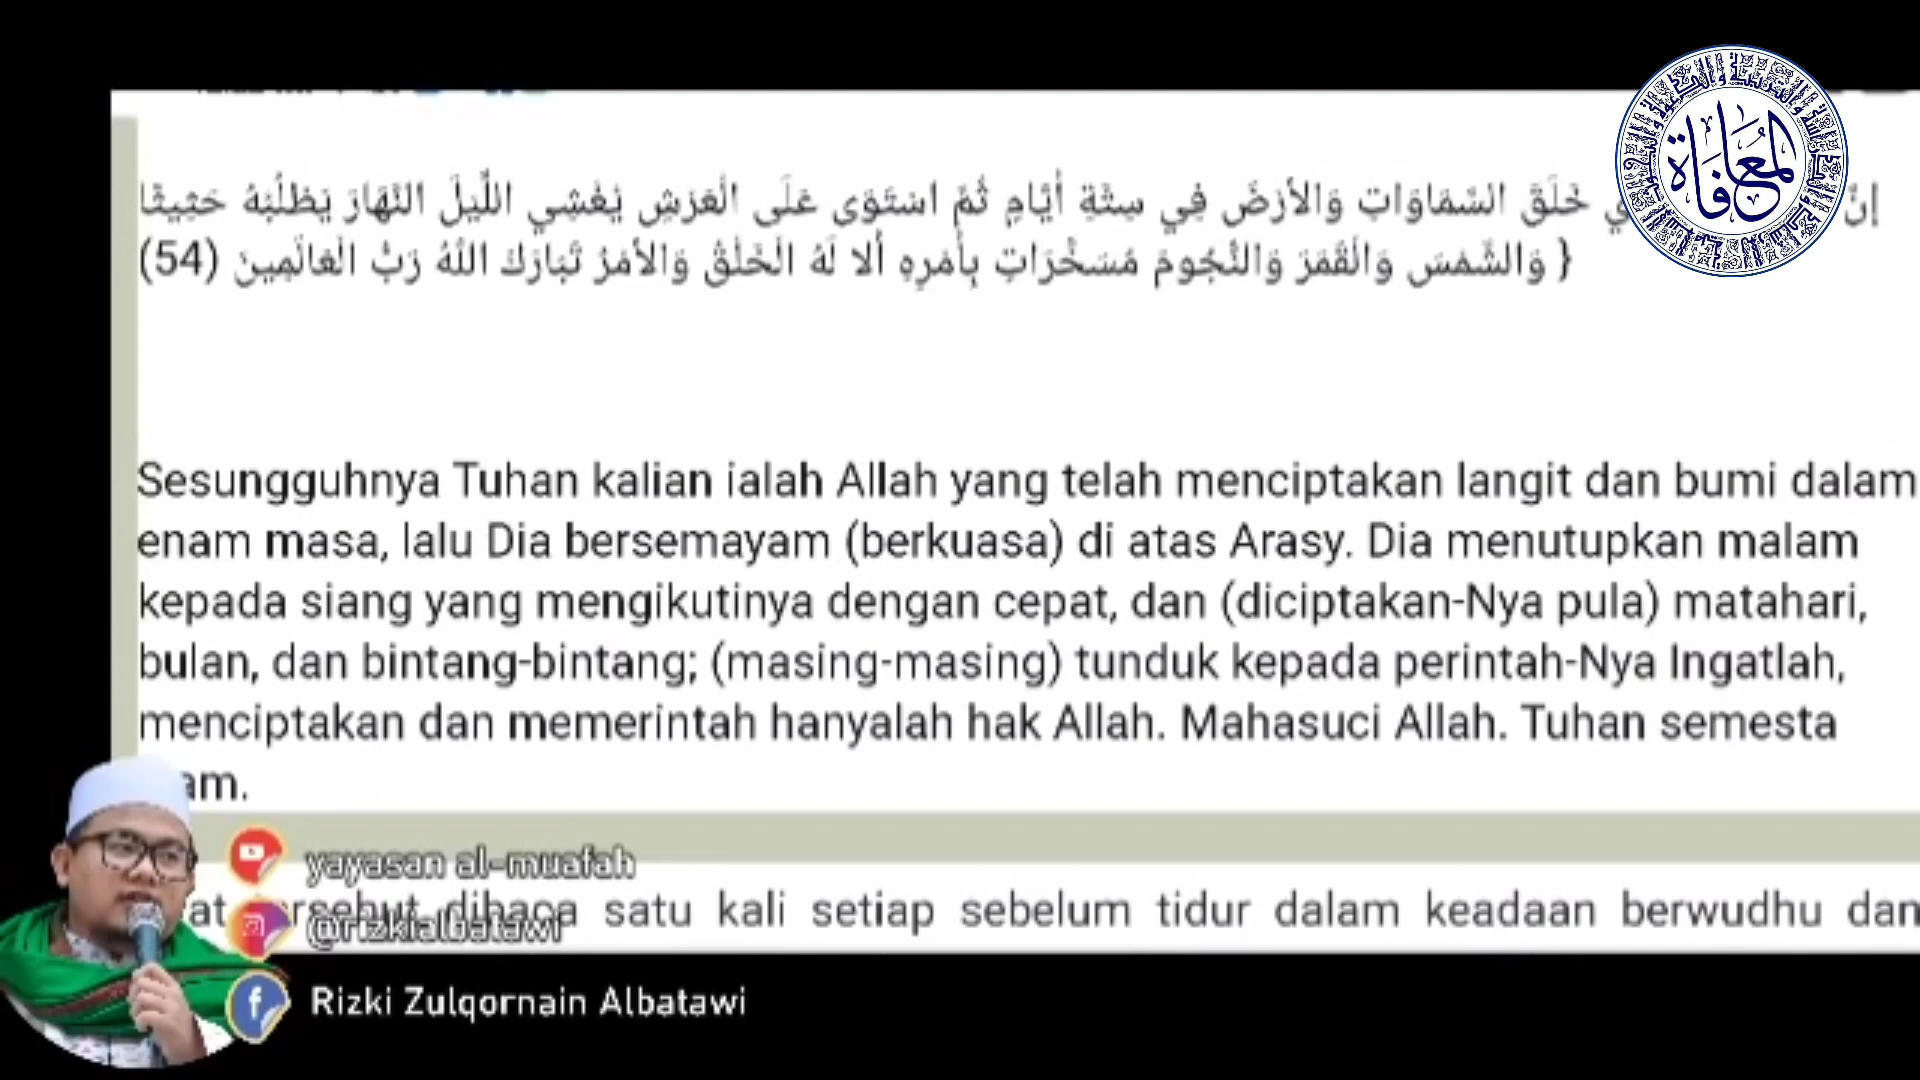 إِنَّ خَلَقَ السَّمَاوَاتِ وَالأرْضَ فِي سِتَّةِ أَيَّامٍ ثُمَّ اسْتَوَى عَلَى الْعَرْشِ يُغْشِي اللَّيْلَ النَّهَارَ يَطْلُبُهُ حَثِيثًا
وَالشَّمْسَ وَالْقَمَرَ وَالنُّجُومَ مُسَخَّرَاتٍ بِأَمْرِهِ أَلا لَهُ الْخَلْقُ وَالأمْرُ تَبَارَكَ اللَّهُ رَبُّ الْعَالَمِينَ (54) }
المعافاة
Sesungguhnya Tuhan kalian ialah Allah yang telah menciptakan langit dan bumi dalam
enam masa, lalu Dia bersemayam (berkuasa) di atas Arasy. Dia menutupkan malam
kepada siang yang mengikutinya dengan cepat, dan (diciptakan-Nya pula) matahari,
bulan, dan bintang-bintang; (masing-masing) tunduk kepada perintah-Nya Ingatlah,
menciptakan dan memerintah hanyalah hak Allah. Mahasuci Allah. Tuhan semesta
am.
yayasan al-muafah
dibaca satu kali setiap sebelum tidur dalam keadaan berwudhu dan
@rizkialbatawi
Rizki Zulqornain Albatawi